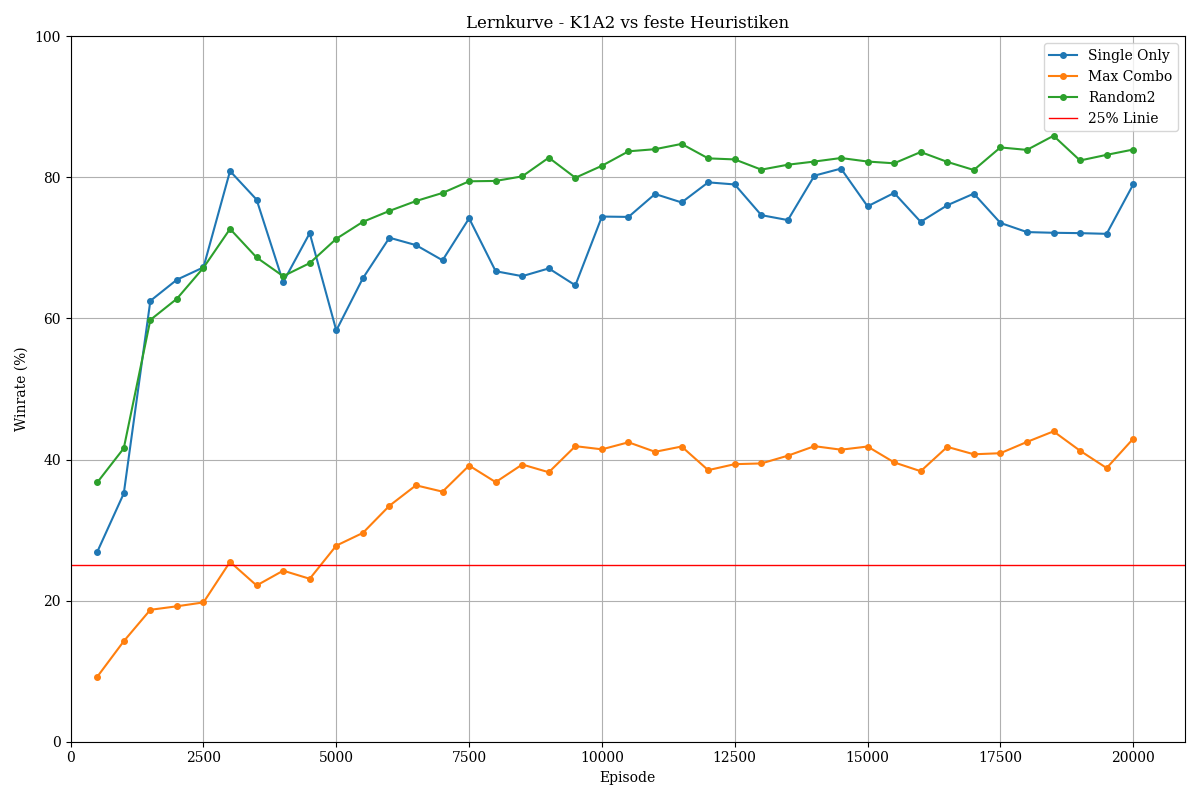 Lernkurve - K1A2 vs feste Heuristiken
100
80
60
40
20
0
Winrate (%)
Single Only
Max Combo
Random2
25% Linie
0 2500 5000 7500 10000 12500 15000 17500 20000
Episode